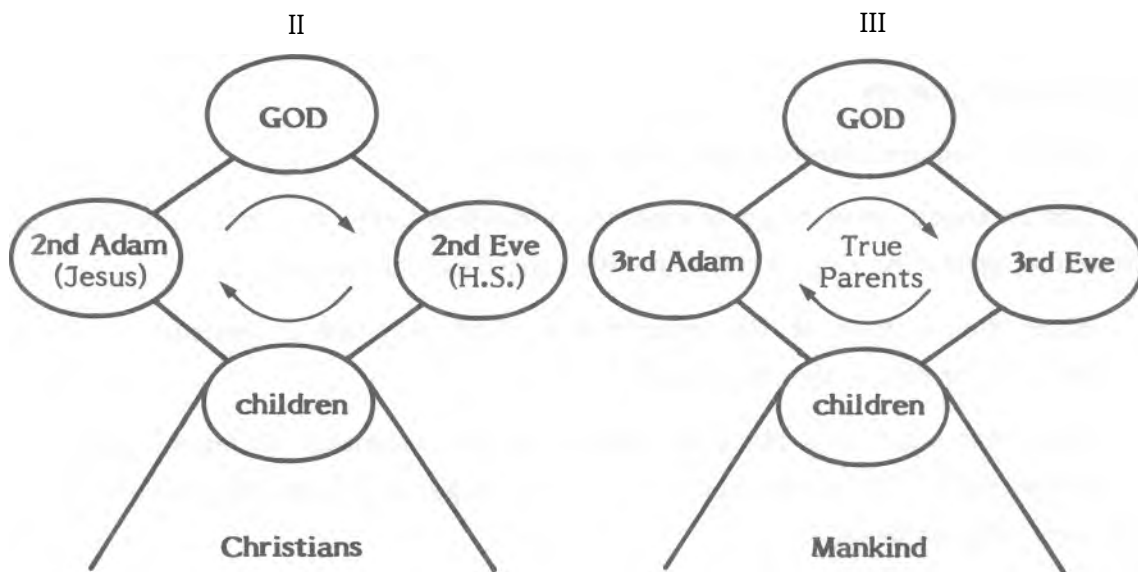 II
GOD
2nd Adam
(Jesus)
2nd Eve
(H.S.)
children
Christians
III
GOD
3rd Adam
True
Parents
3rd Eve
children
Mankind